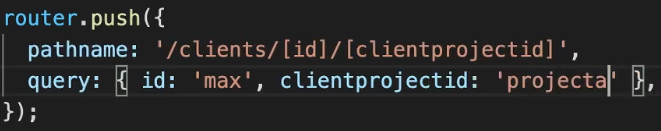 router.push({
pathname: '/clients/[id]/[clientprojectid]',
query: { id: 'max', clientprojectid: 'projecta' },
});